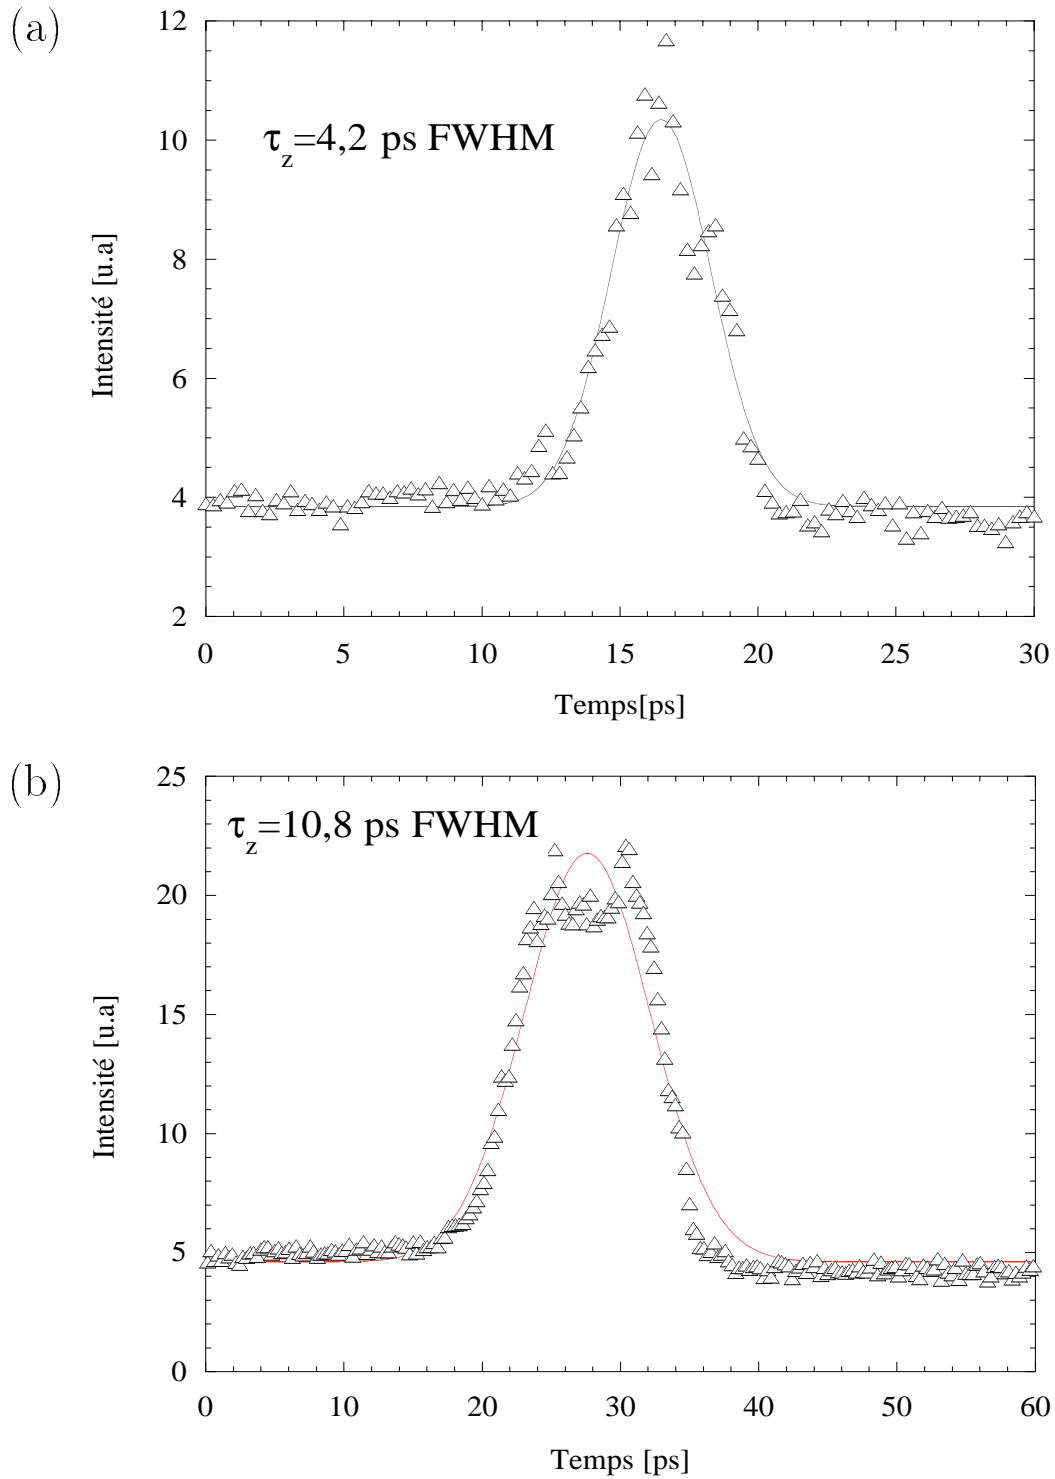 (a)
12
10
8
6
4
2
τz=4,2 ps FWHM
Intensité [u.a]
0 5 10 15 20 25 30
Temps[ps]
(b)
25
20
15
10
5
0
τz=10,8 ps FWHM
Intensité [u.a]
0 10 20 30 40 50 60
Temps [ps]